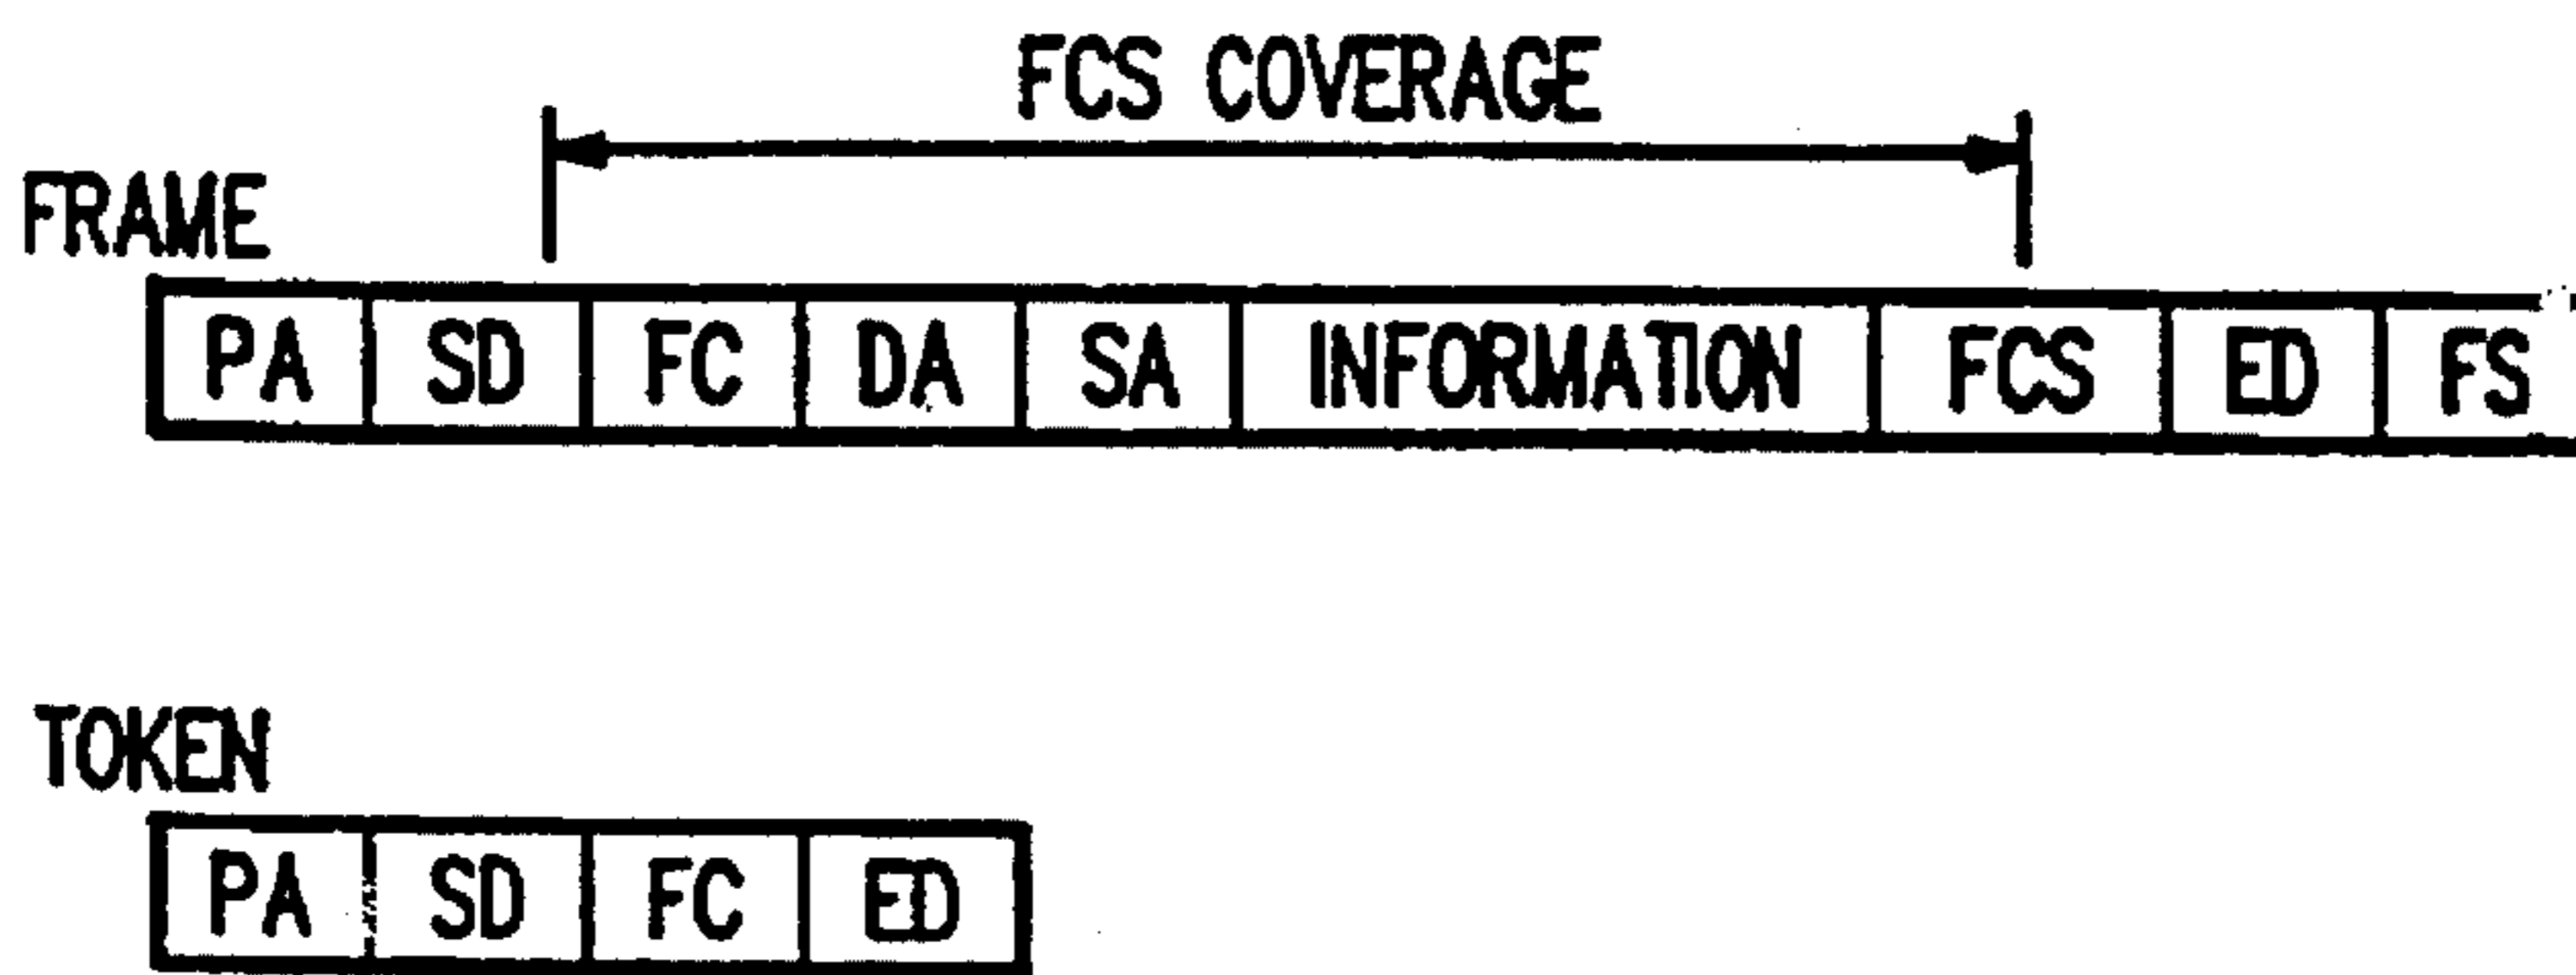 FCS COVERAGE
FRAME
PA SD FC DA SA INFORMATION FCS ED FS
TOKEN
PA SD FC ED